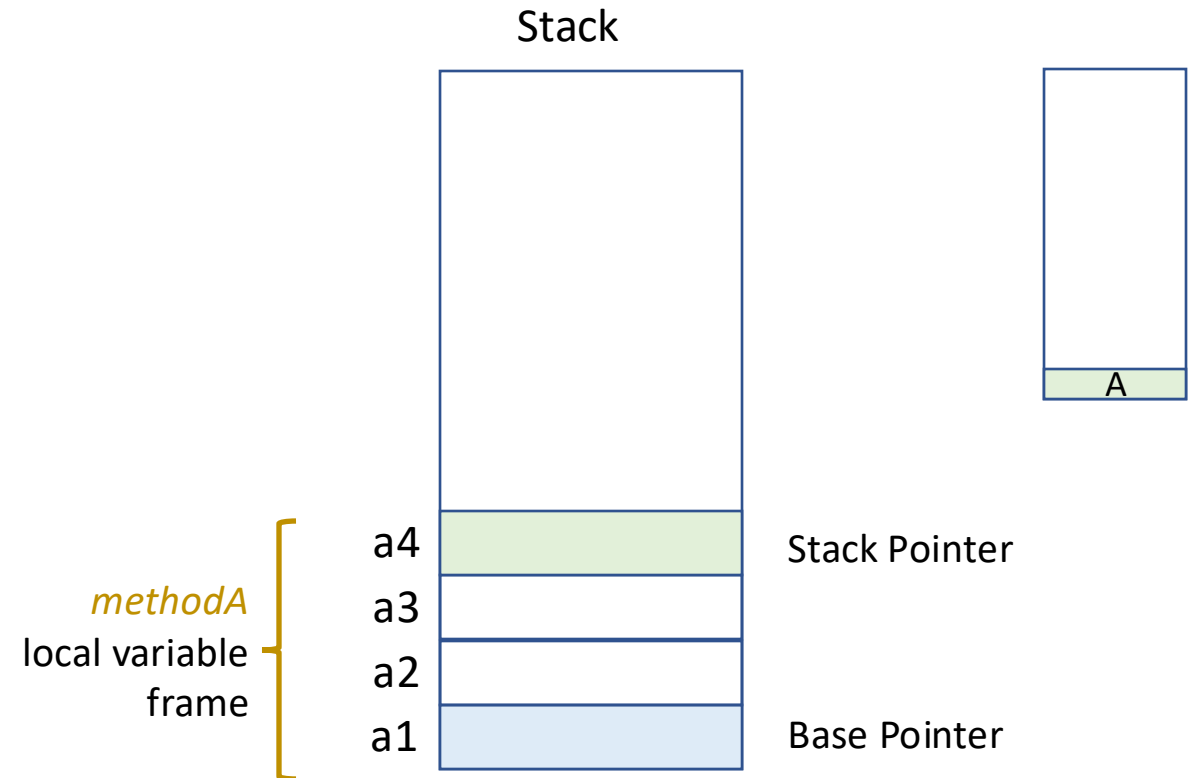 Stack
A
a4
Stack Pointer
a3
methodA
local variable
frame
a2
a1
Base Pointer